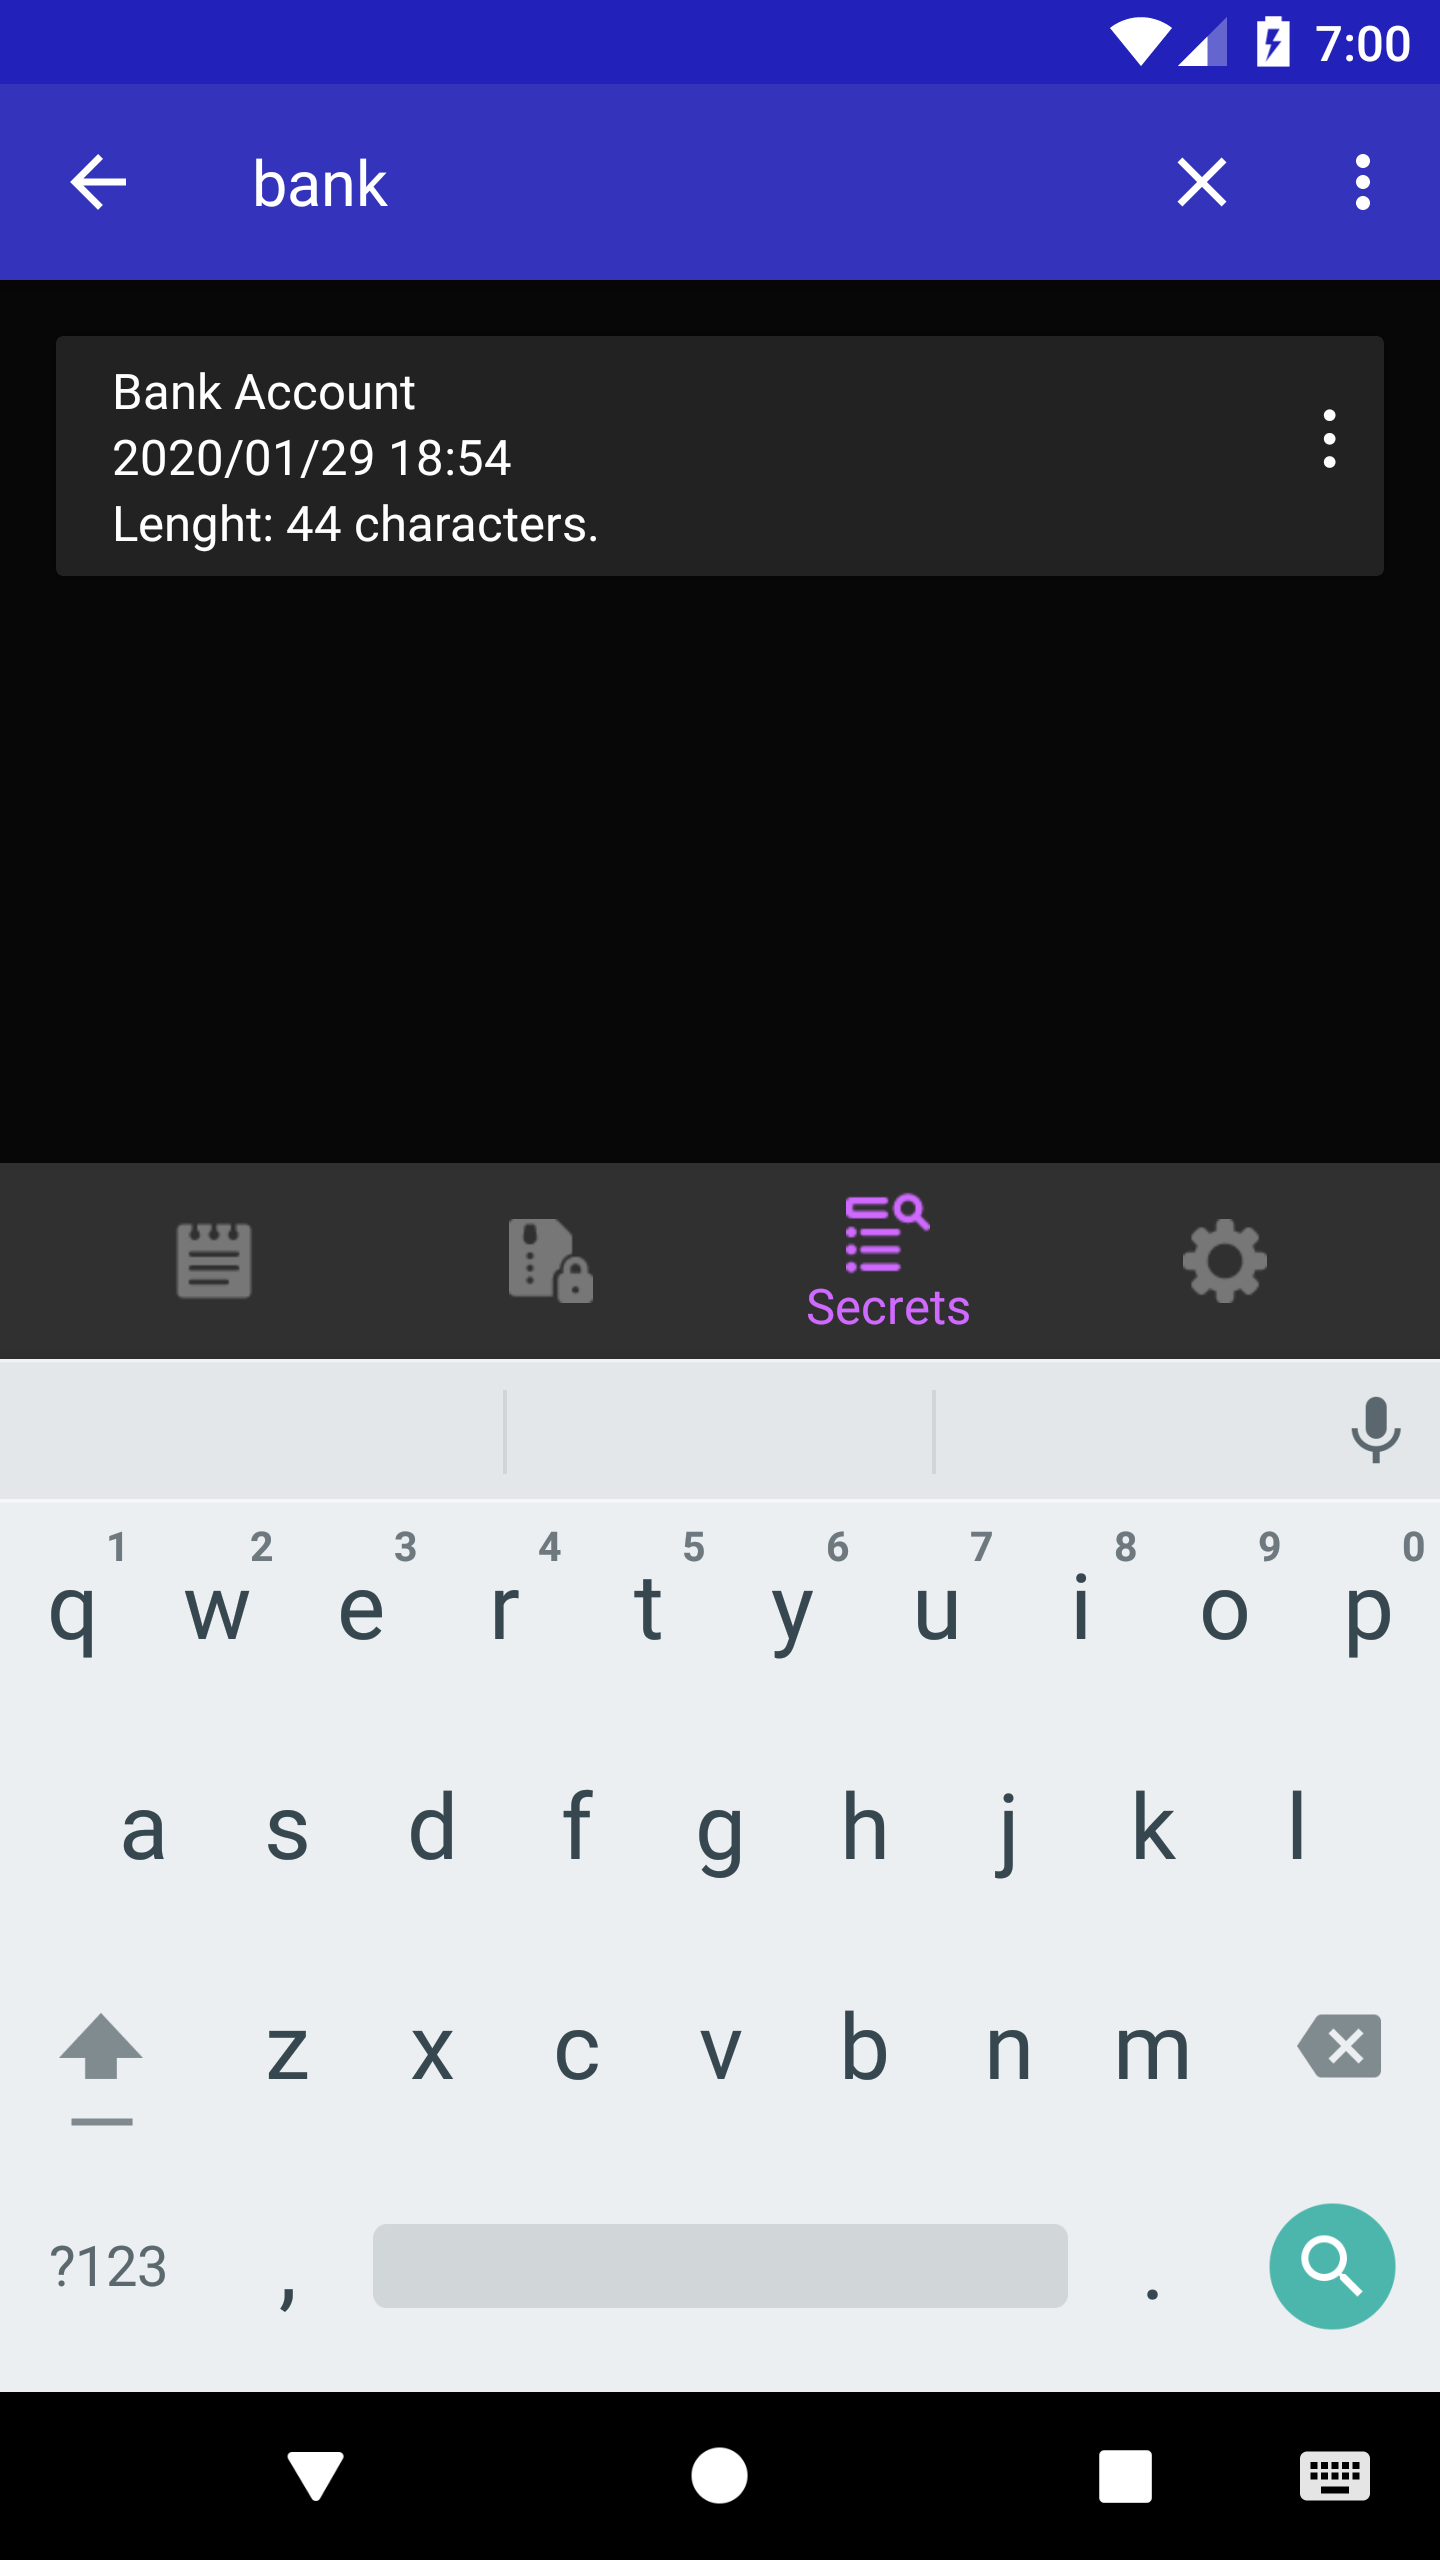 7:00
bank
Bank Account
2020/01/29 18:54
Lenght: 44 characters.
Secrets
1 2 3 4 5 6 7 8 9 0
q w e r t y u i o p
a s d f g h j k l
z x c v b n m
?123 , .